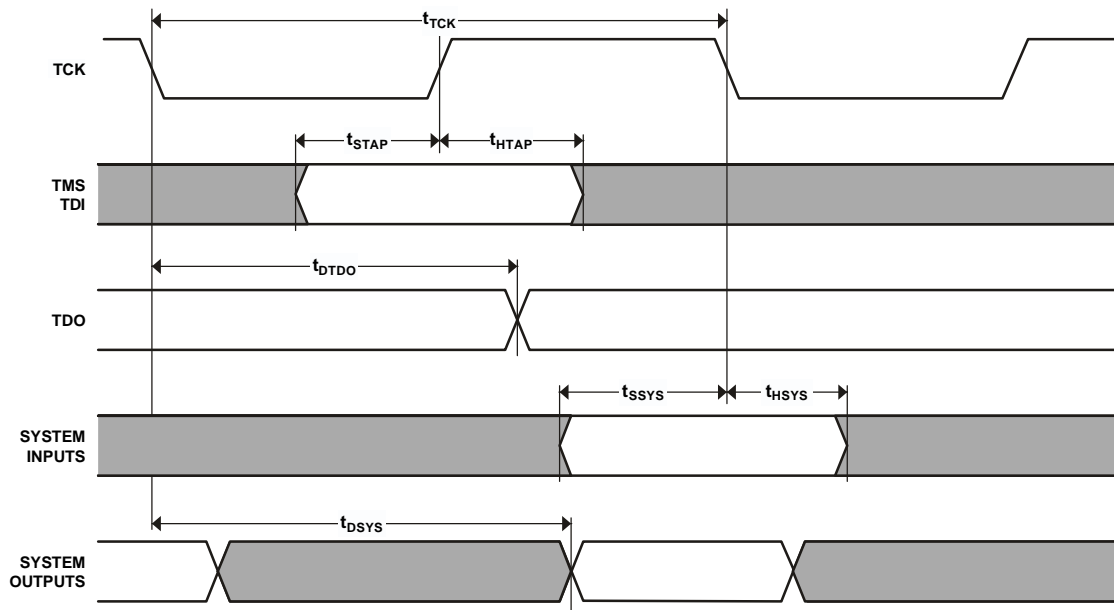 tTCK
TCK
tSTAP
tHTAP
TMS
TDI
tDTDO
TDO
tSSYS
tHSYS
SYSTEM
INPUTS
tDSYS
SYSTEM
OUTPUTS